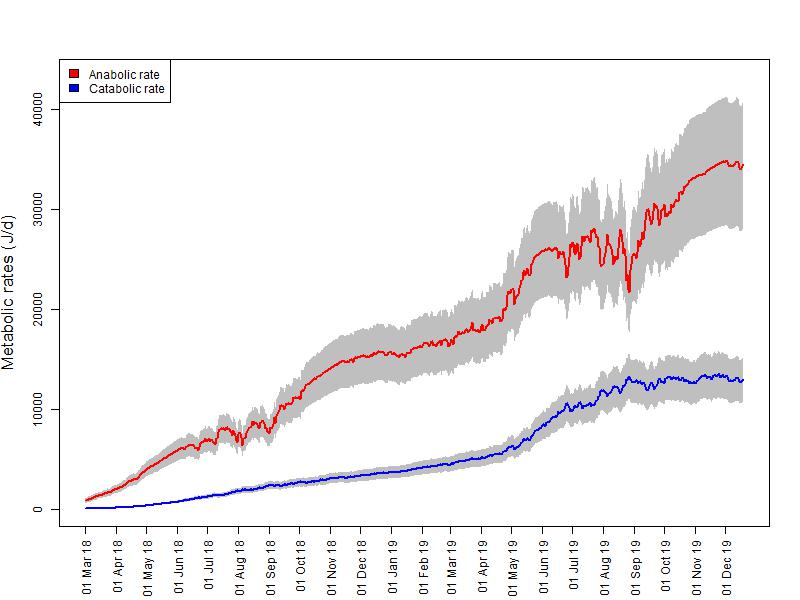 Anabolic rate
Catabolic rate
Metabolic rates (J/d)
40000
30000
20000
10000
0
01 Mar 18
01 Apr 18
01 May 18
01 Jun 18
01 Jul 18
01 Aug 18
01 Sep 18
01 Oct 18
01 Nov 18
01 Dec 18
01 Jan 19
01 Feb 19
01 Mar 19
01 Apr 19
01 May 19
01 Jun 19
01 Jul 19
01 Aug 19
01 Sep 19
01 Oct 19
01 Nov 19
01 Dec 19